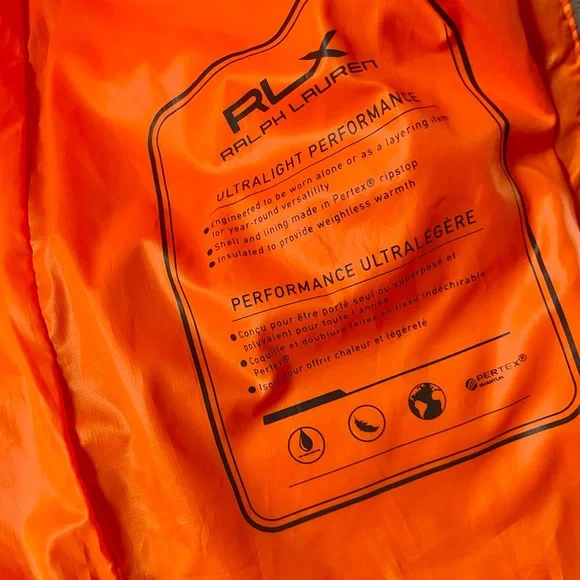 RLX
RALPH LAUREN
ULTRALIGHT PERFORMANCE
• Engineered to be worn alone or as a layering item
for year-round versatility
• Shell and lining made in Pertex® ripstop
• Insulated to provide weightless warmth
PERFORMANCE ULTRALÉGÈRE
• Conçu pour être porté seul ou superposé et
polyvalent pour toute l'année
• Coquille et doublure faites en tissu indéchirable
Pertex®
• Isolé pour offrir chaleur et légèreté
PERTEX®
QUANTUM